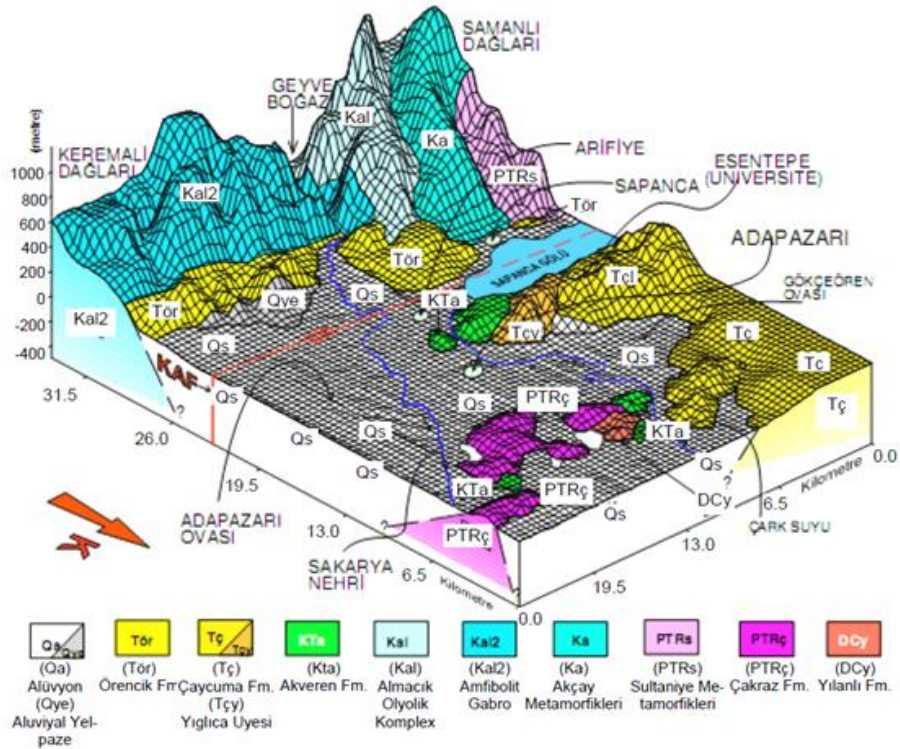 SAMANLI
DAĞLARI
GEYVE
BOĞAZ
Kal
(metre)
KEREMALİ
DAĞLARI
Ka
ARİFİYE
ESENTEPE
(UNIVERSITE)
1000
800
600
400
200
0
-200
-400
Kal2
PTRs
SAPANCA
Tör
ADAPAZARI
SAPANCA GÖLÜ
Tör
Tçl
GÖKÇEÖREN
OVASI
Qye
Qs
KTa
Tör
Kal2
Qs
Tçy
Qs
Tç
Tç
KAF
Qs
PTRç
Tç
31.5
?
Qs
Qs
KTa
26.0
Qs
Qs
Qs
?
0.0
Kilometre
19.5
KTa
PTRç
DCy
6.5
ÇARK SUYU
ADAPAZARI
OVASI
13.0
?
PTRç
Qs
13.0
K
SAKARYA
NEHRİ
6.5
19.5
Kilometre
?
0.0
Qa
Qye
Tör
Tç
Tçy
KTa
Kal
Kal2
Ka
PTRs
PTRç
DCy
(Qa)
Alüvyon
(Qye)
Aluviyal Yel-
paze
(Tör)
Örencik Fm
(Tç)
Çaycuma Fm.
(Tçy)
Yıglıca Uyesi
(Kta)
Akveren Fm.
(Kal)
Almacık
Olyolik
Komplex
(Kal2)
Amfibolit
Gabro
(Ka)
Akçay
Metamorfikleri
(PTRs)
Sultaniye Me-
tamorfikleri
(PTRç)
Çakraz Fm.
(DCy)
Yılanlı Fm.